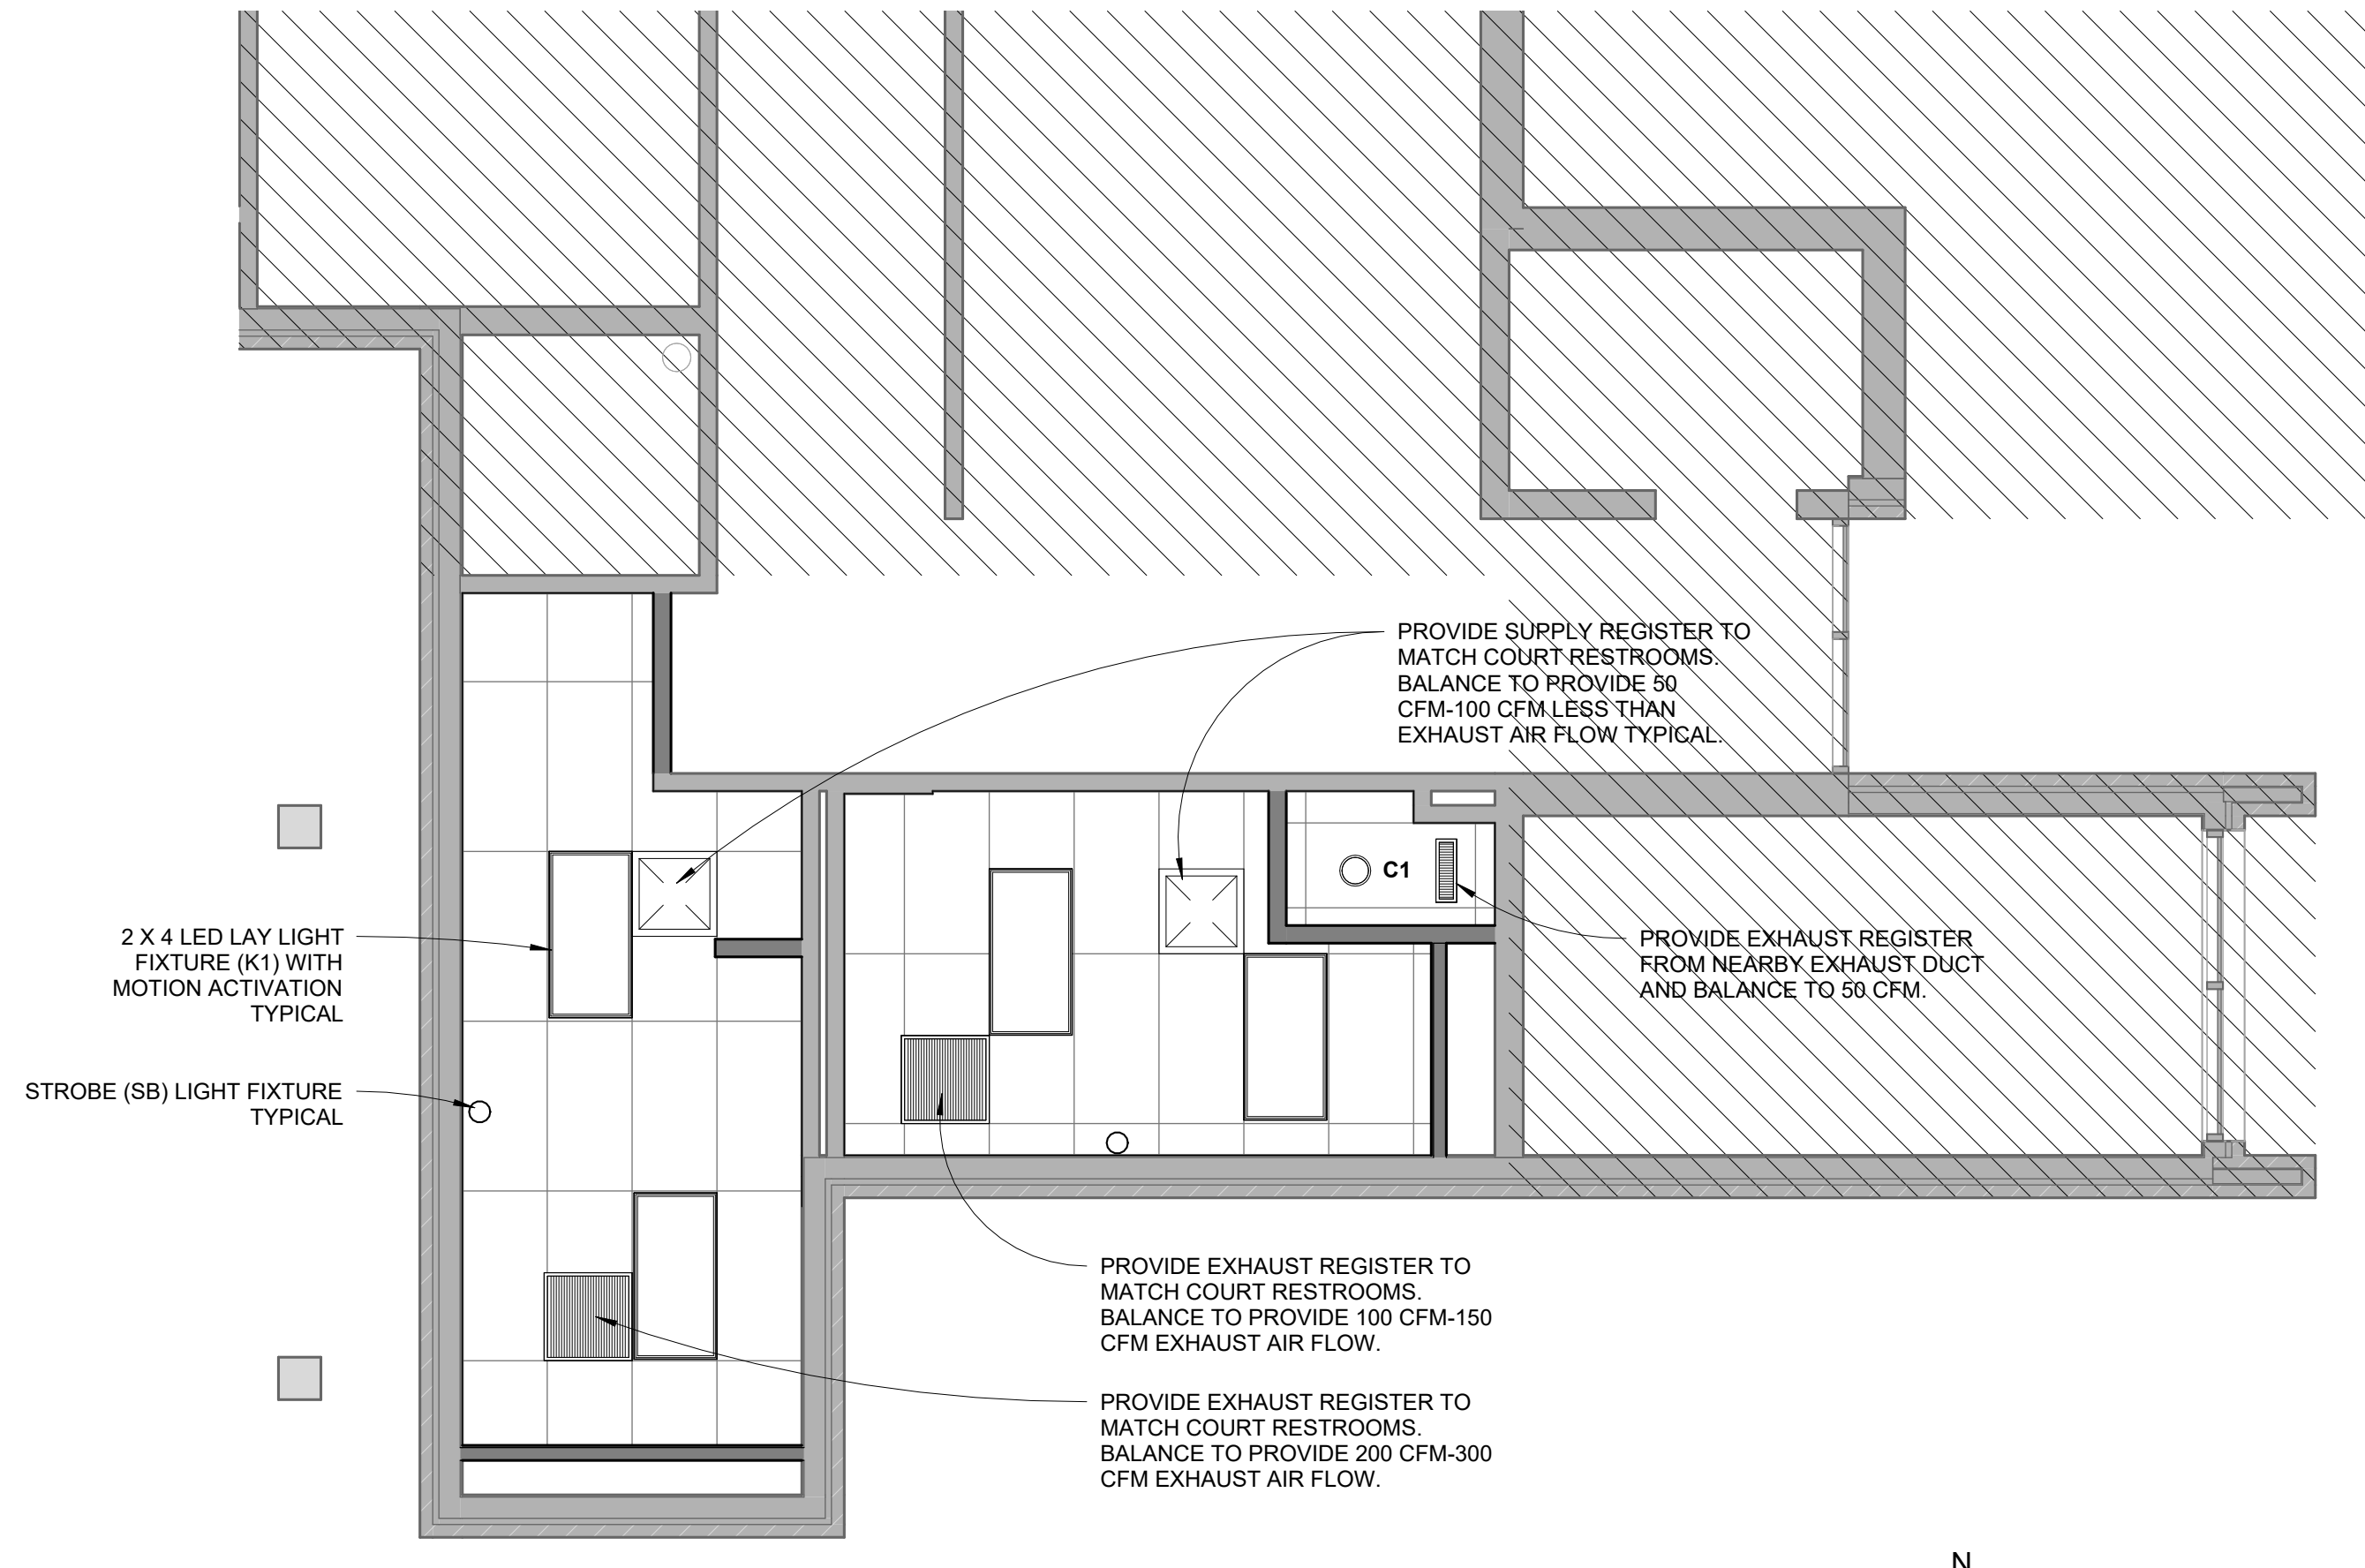 PROVIDE SUPPLY REGISTER TO
MATCH COURT RESTROOMS.
BALANCE TO PROVIDE 50
CFM-100 CFM LESS THAN
EXHAUST AIR FLOW TYPICAL.
C1
2 X 4 LED LAY LIGHT
FIXTURE (K1) WITH
MOTION ACTIVATION
TYPICAL
PROVIDE EXHAUST REGISTER
FROM NEARBY EXHAUST DUCT
AND BALANCE TO 50 CFM.
STROBE (SB) LIGHT FIXTURE
TYPICAL
PROVIDE EXHAUST REGISTER TO
MATCH COURT RESTROOMS.
BALANCE TO PROVIDE 100 CFM-150
CFM EXHAUST AIR FLOW.
PROVIDE EXHAUST REGISTER TO
MATCH COURT RESTROOMS.
BALANCE TO PROVIDE 200 CFM-300
CFM EXHAUST AIR FLOW.
N